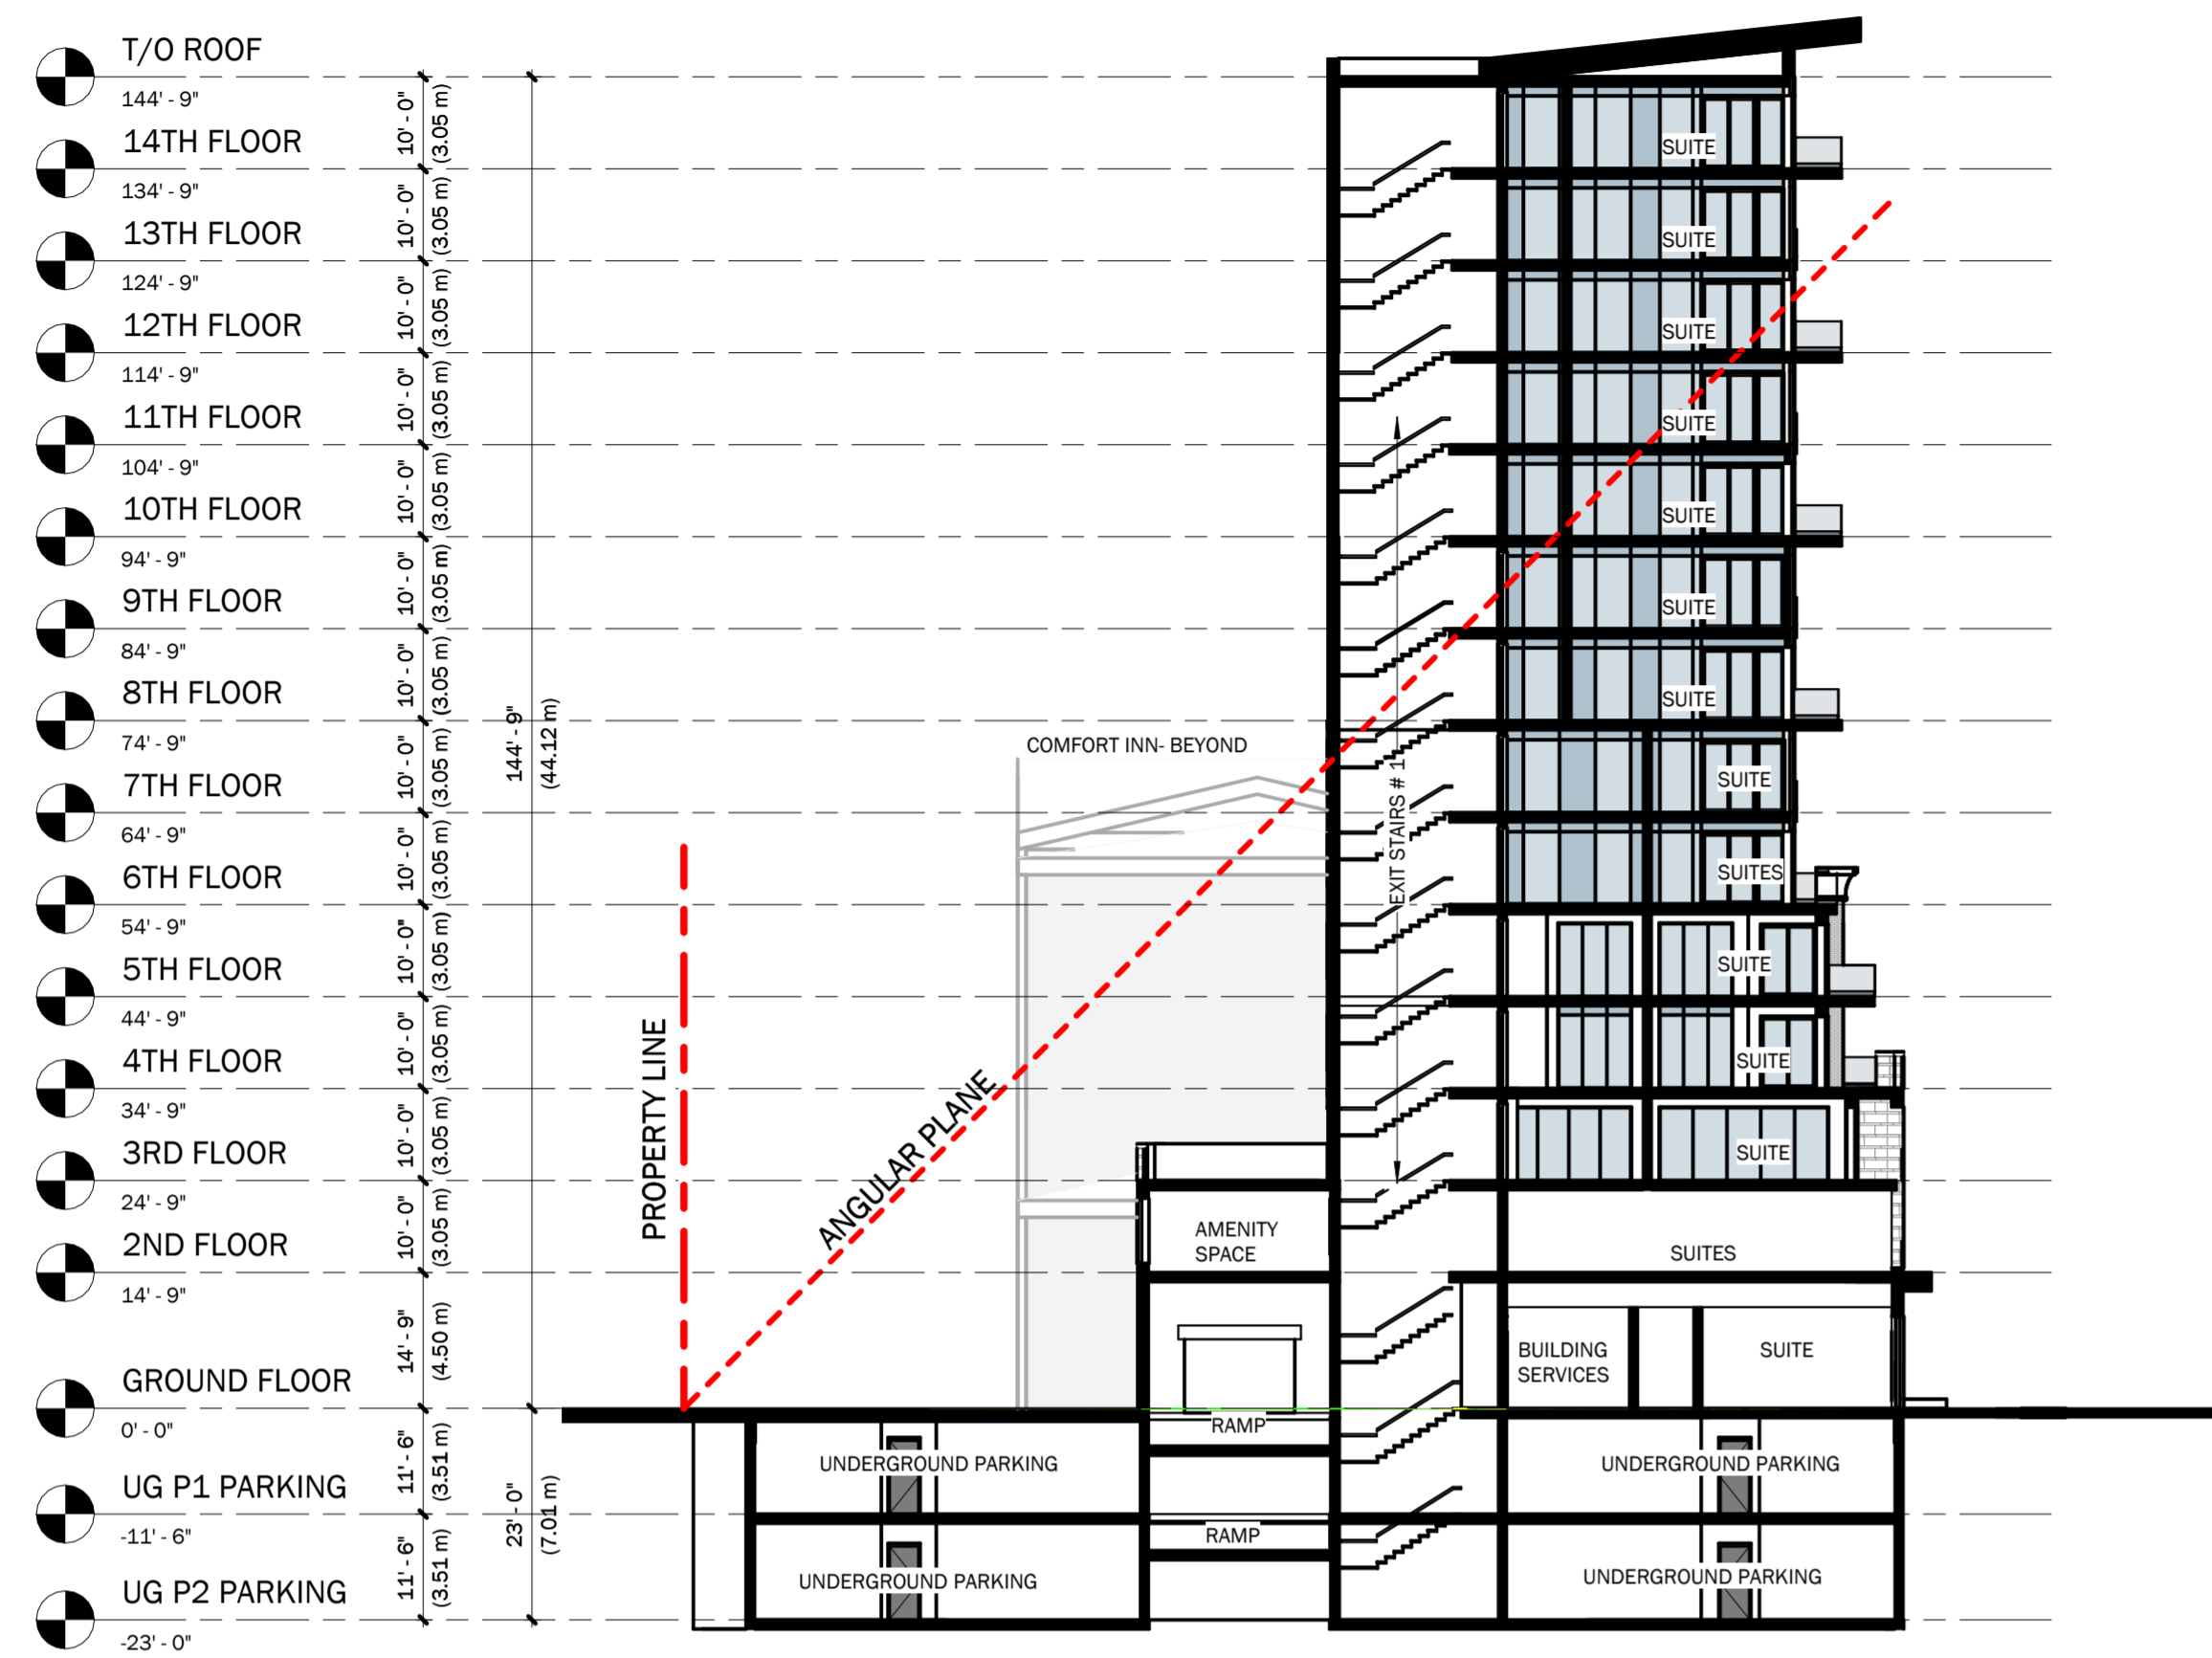 T/O ROOF
144' - 9"
14TH FLOOR
134' - 9"
13TH FLOOR
124' - 9"
12TH FLOOR
114' - 9"
11TH FLOOR
104' - 9"
10TH FLOOR
94' - 9"
9TH FLOOR
84' - 9"
8TH FLOOR
74' - 9"
7TH FLOOR
64' - 9"
6TH FLOOR
54' - 9"
5TH FLOOR
44' - 9"
4TH FLOOR
34' - 9"
3RD FLOOR
24' - 9"
2ND FLOOR
14' - 9"
GROUND FLOOR
0' - 0"
UG P1 PARKING
-11' - 6"
UG P2 PARKING
-23' - 0"
10' - 0"
(3.05 m)
10' - 0"
(3.05 m)
10' - 0"
(3.05 m)
10' - 0"
(3.05 m)
10' - 0"
(3.05 m)
10' - 0"
(3.05 m)
10' - 0"
(3.05 m)
10' - 0"
(3.05 m)
10' - 0"
(3.05 m)
10' - 0"
(3.05 m)
10' - 0"
(3.05 m)
10' - 0"
(3.05 m)
10' - 0"
(3.05 m)
14' - 9"
(4.50 m)
11' - 6"
(3.51 m)
11' - 6"
(3.51 m)
144' - 9"
(44.12 m)
23' - 0"
(7.01 m)
PROPERTY LINE
ANGULAR PLANE
COMFORT INN- BEYOND
EXIT STAIRS # 1
SUITE
SUITE
SUITE
SUITE
SUITE
SUITE
SUITE
SUITE
SUITES
SUITE
SUITE
SUITE
AMENITY
SPACE
SUITES
BUILDING
SERVICES
SUITE
RAMP
UNDERGROUND PARKING
UNDERGROUND PARKING
RAMP
UNDERGROUND PARKING
UNDERGROUND PARKING